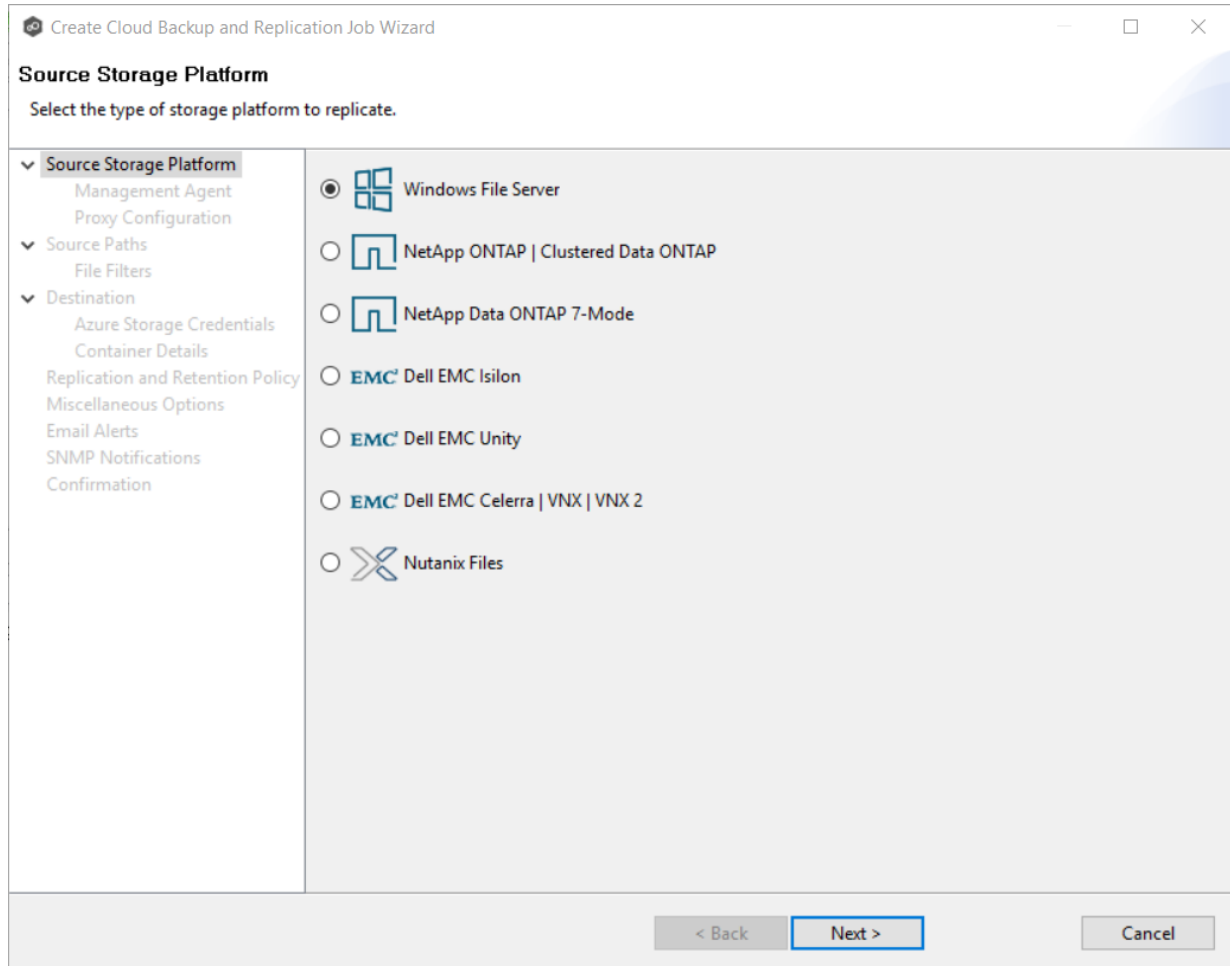 Create Cloud Backup and Replication Job Wizard
Source Storage Platform
Select the type of storage platform to replicate.
Source Storage Platform
Management Agent
Proxy Configuration
Source Paths
File Filters
Destination
Azure Storage Credentials
Container Details
Replication and Retention Policy
Miscellaneous Options
Email Alerts
SNMP Notifications
Confirmation
Windows File Server
NetApp ONTAP | Clustered Data ONTAP
NetApp Data ONTAP 7-Mode
EMC² Dell EMC Isilon
EMC² Dell EMC Unity
EMC² Dell EMC Celerra | VNX | VNX 2
Nutanix Files
< Back Next > Cancel